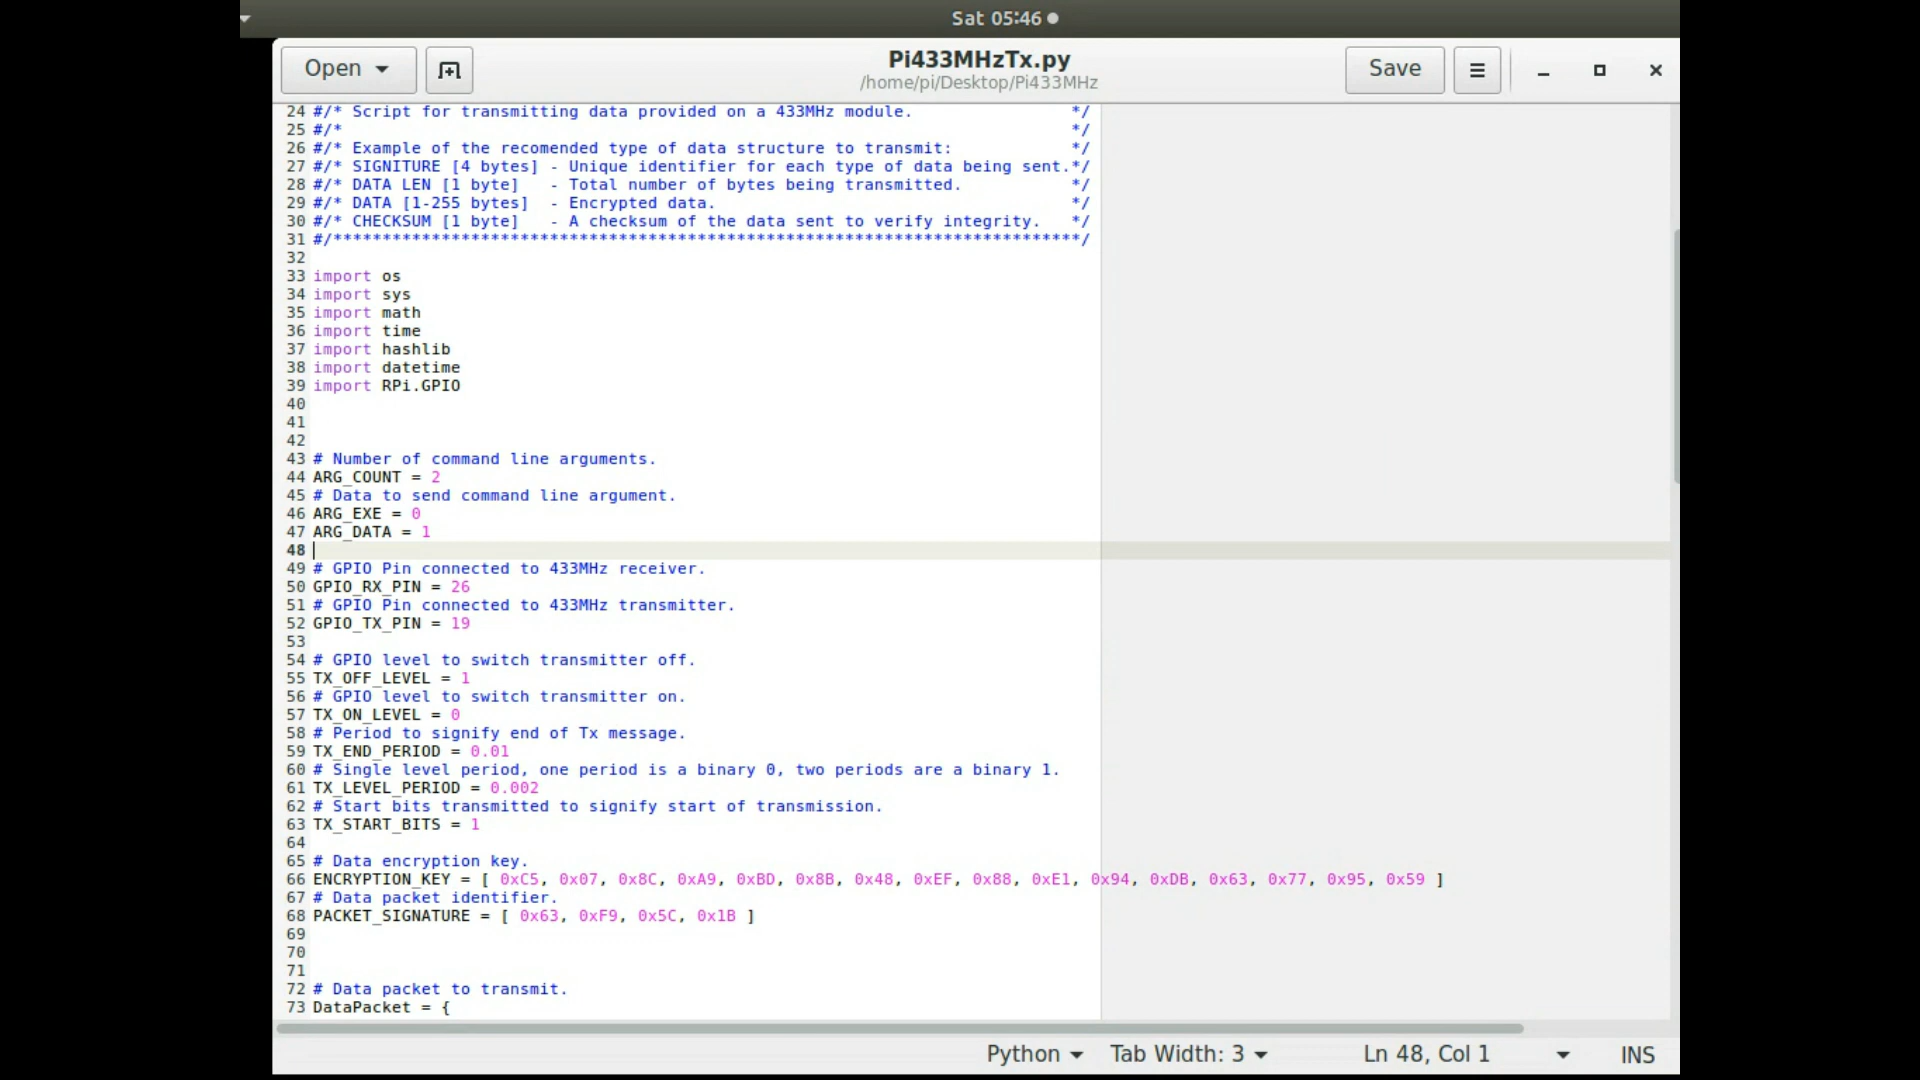 Sat 05:46
Open
Pi433MHzTx.py
/home/pi/Desktop/Pi433MHz
Save
24 #/* Script for transmitting data provided on a 433MHz module. */
25 #/* */
26 #/* Example of the recomended type of data structure to transmit: */
27 #/* SIGNITURE [4 bytes] - Unique identifier for each type of data being sent.*/
28 #/* DATA LEN [1 byte]   - Total number of bytes being transmitted. */
29 #/* DATA [1-255 bytes]  - Encrypted data. */
30 #/* CHECKSUM [1 byte]   - A checksum of the data sent to verify integrity. */
31 #/****************************************************************************/
32
33 import os
34 import sys
35 import math
36 import time
37 import hashlib
38 import datetime
39 import RPi.GPIO
40
41
42
43 # Number of command line arguments.
44 ARG_COUNT = 2
45 # Data to send command line argument.
46 ARG_EXE = 0
47 ARG_DATA = 1
48
49 # GPIO Pin connected to 433MHz receiver.
50 GPIO_RX_PIN = 26
51 # GPIO Pin connected to 433MHz transmitter.
52 GPIO_TX_PIN = 19
53
54 # GPIO level to switch transmitter off.
55 TX_OFF_LEVEL = 1
56 # GPIO level to switch transmitter on.
57 TX_ON_LEVEL = 0
58 # Period to signify end of Tx message.
59 TX_END_PERIOD = 0.01
60 # Single level period, one period is a binary 0, two periods are a binary 1.
61 TX_LEVEL_PERIOD = 0.002
62 # Start bits transmitted to signify start of transmission.
63 TX_START_BITS = 1
64
65 # Data encryption key.
66 ENCRYPTION_KEY = [ 0xC5, 0x07, 0x8C, 0xA9, 0xBD, 0x8B, 0x48, 0xEF, 0x88, 0xE1, 0x94, 0xDB, 0x63, 0x77, 0x95, 0x59 ]
67 # Data packet identifier.
68 PACKET_SIGNATURE = [ 0x63, 0xF9, 0x5C, 0x1B ]
69
70
71
72 # Data packet to transmit.
73 DataPacket = {
Python Tab Width: 3 Ln 48, Col 1 INS